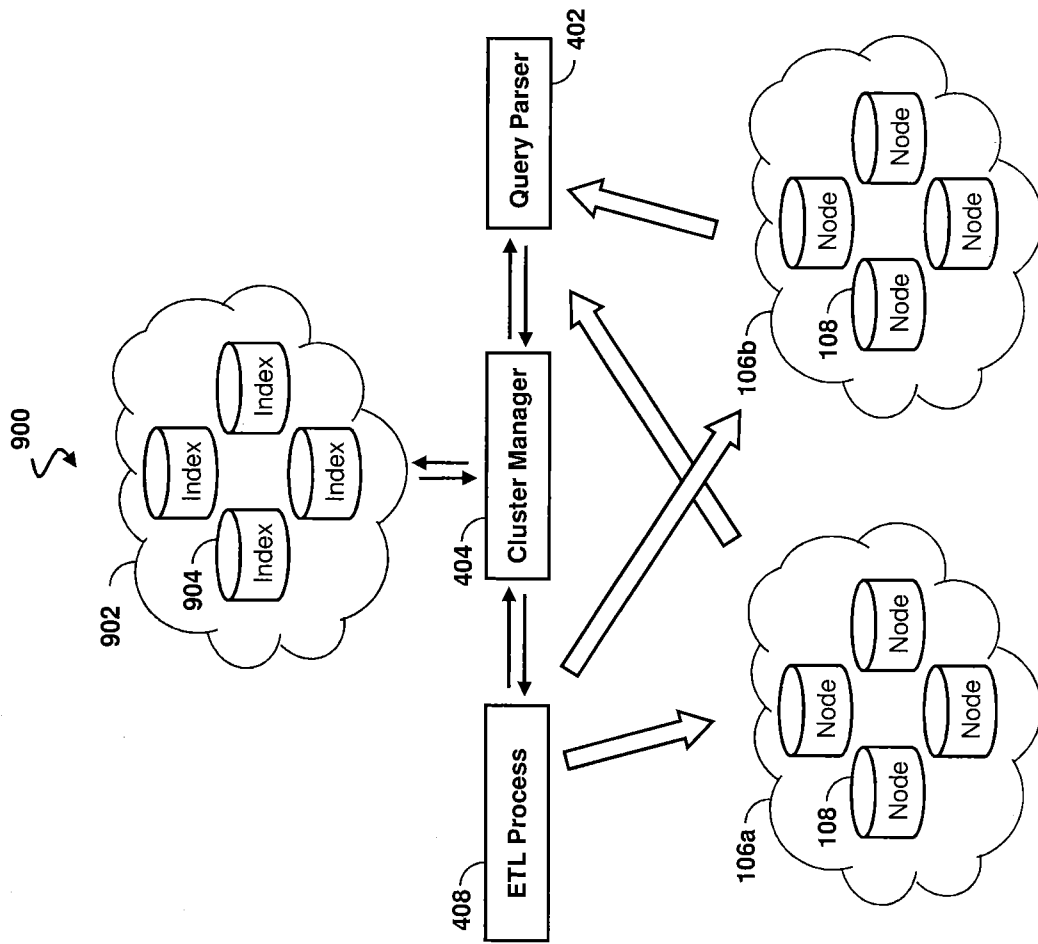 900
902
Index
904
Index
Index
Index
408
ETL Process
404
Cluster Manager
Query Parser
402
106a
Node
108
Node
Node
Node
106b
Node
108
Node
Node
Node